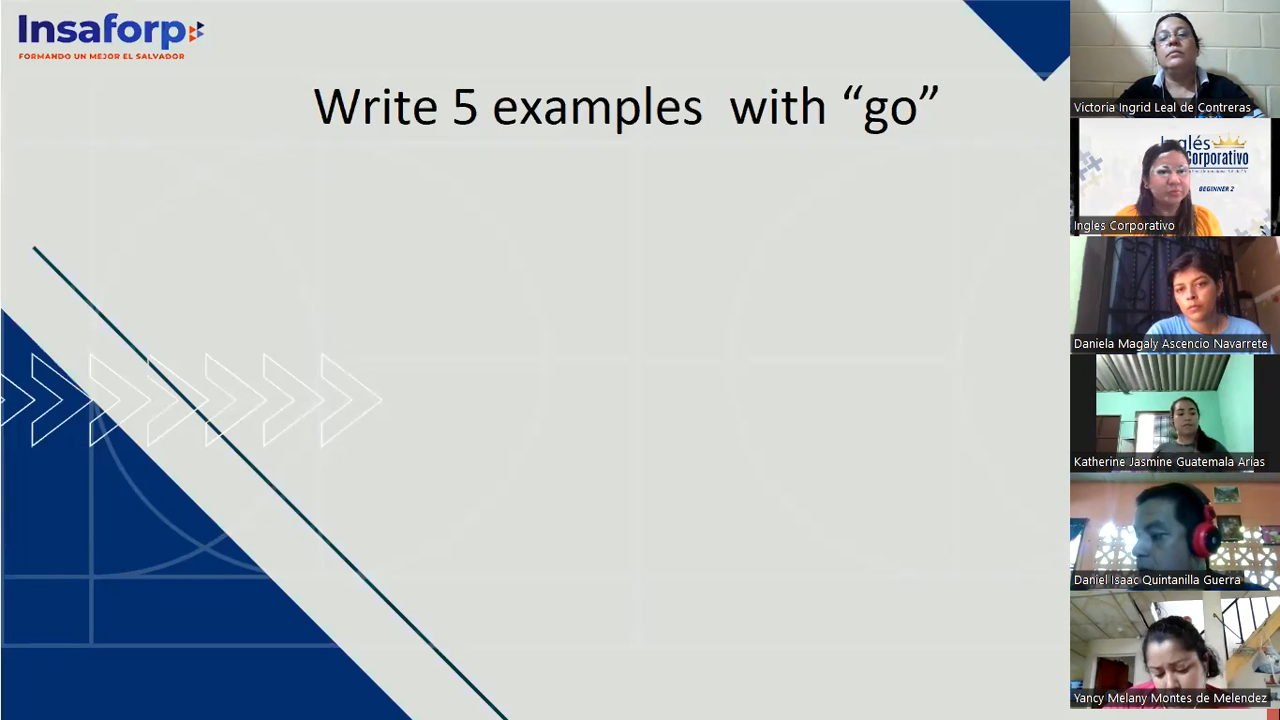 Insaforp
FORMANDO UN MEJOR EL SALVADOR
Write 5 examples with “go”
Victoria Ingrid Leal de Contreras
Inglés
Corporativo
BEGINNER 2
Ingles Corporativo
Daniela Magaly Ascencio Navarrete
Katherine Jasmine Guatemala Arias
Daniel Isaac Quintanilla Guerra
Yancy Melany Montes de Melendez